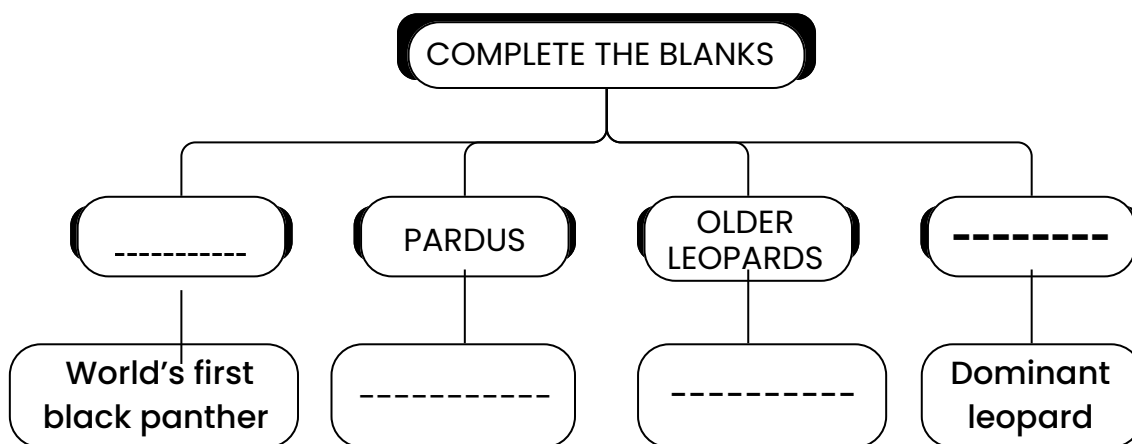 COMPLETE THE BLANKS
-----------
PARDUS
OLDER
LEOPARDS
--------
World's first
black panther
-----------
----------
Dominant
leopard